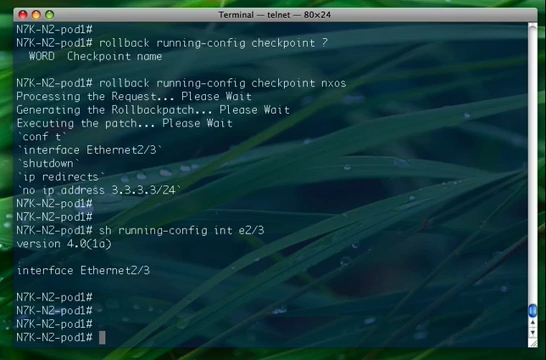 Terminal — telnet — 80×24
N7K-N2-pod1#
N7K-N2-pod1# rollback running-config checkpoint ?
  WORD  Checkpoint name
N7K-N2-pod1# rollback running-config checkpoint nxos
Processing the Request... Please Wait
Generating the Rollbackpatch... Please Wait
Executing the patch... Please Wait
`conf t`
`interface Ethernet2/3`
`shutdown`
`ip redirects`
`no ip address 3.3.3.3/24`
N7K-N2-pod1#
N7K-N2-pod1#
N7K-N2-pod1# sh running-config int e2/3
version 4.0(1a)
interface Ethernet2/3
N7K-N2-pod1#
N7K-N2-pod1#
N7K-N2-pod1#
N7K-N2-pod1#